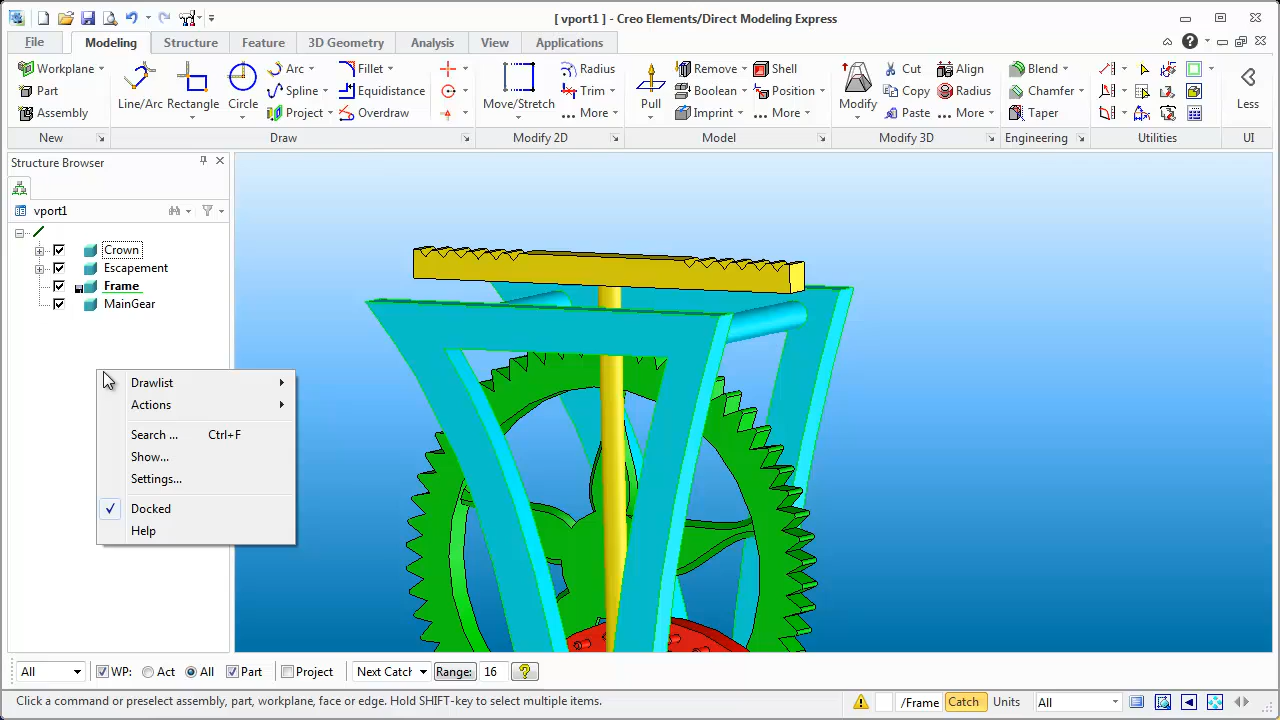 [ vport1 ] - Creo Elements/Direct Modeling Express
File Modeling Structure Feature 3D Geometry Analysis View Applications
Workplane Line/Arc Rectangle Circle Arc Fillet Move/Stretch Radius Pull Remove Shell Modify Cut Align Blend Less
Part Spline Equidistance Trim Boolean Position Copy Radius Chamfer
Assembly Project Overdraw ... More Imprint ... More Paste ... More Taper
New Draw Modify 2D Model Modify 3D Engineering Utilities UI
Structure Browser
vport1
Crown
Escapement
Frame
MainGear
Drawlist
Actions
Search ... Ctrl+F
Show...
Settings...
Docked
Help
All WP: Act All Part Project Next Catch Range: 16
Click a command or preselect assembly, part, workplane, face or edge. Hold SHIFT-key to select multiple items. /Frame Catch Units All